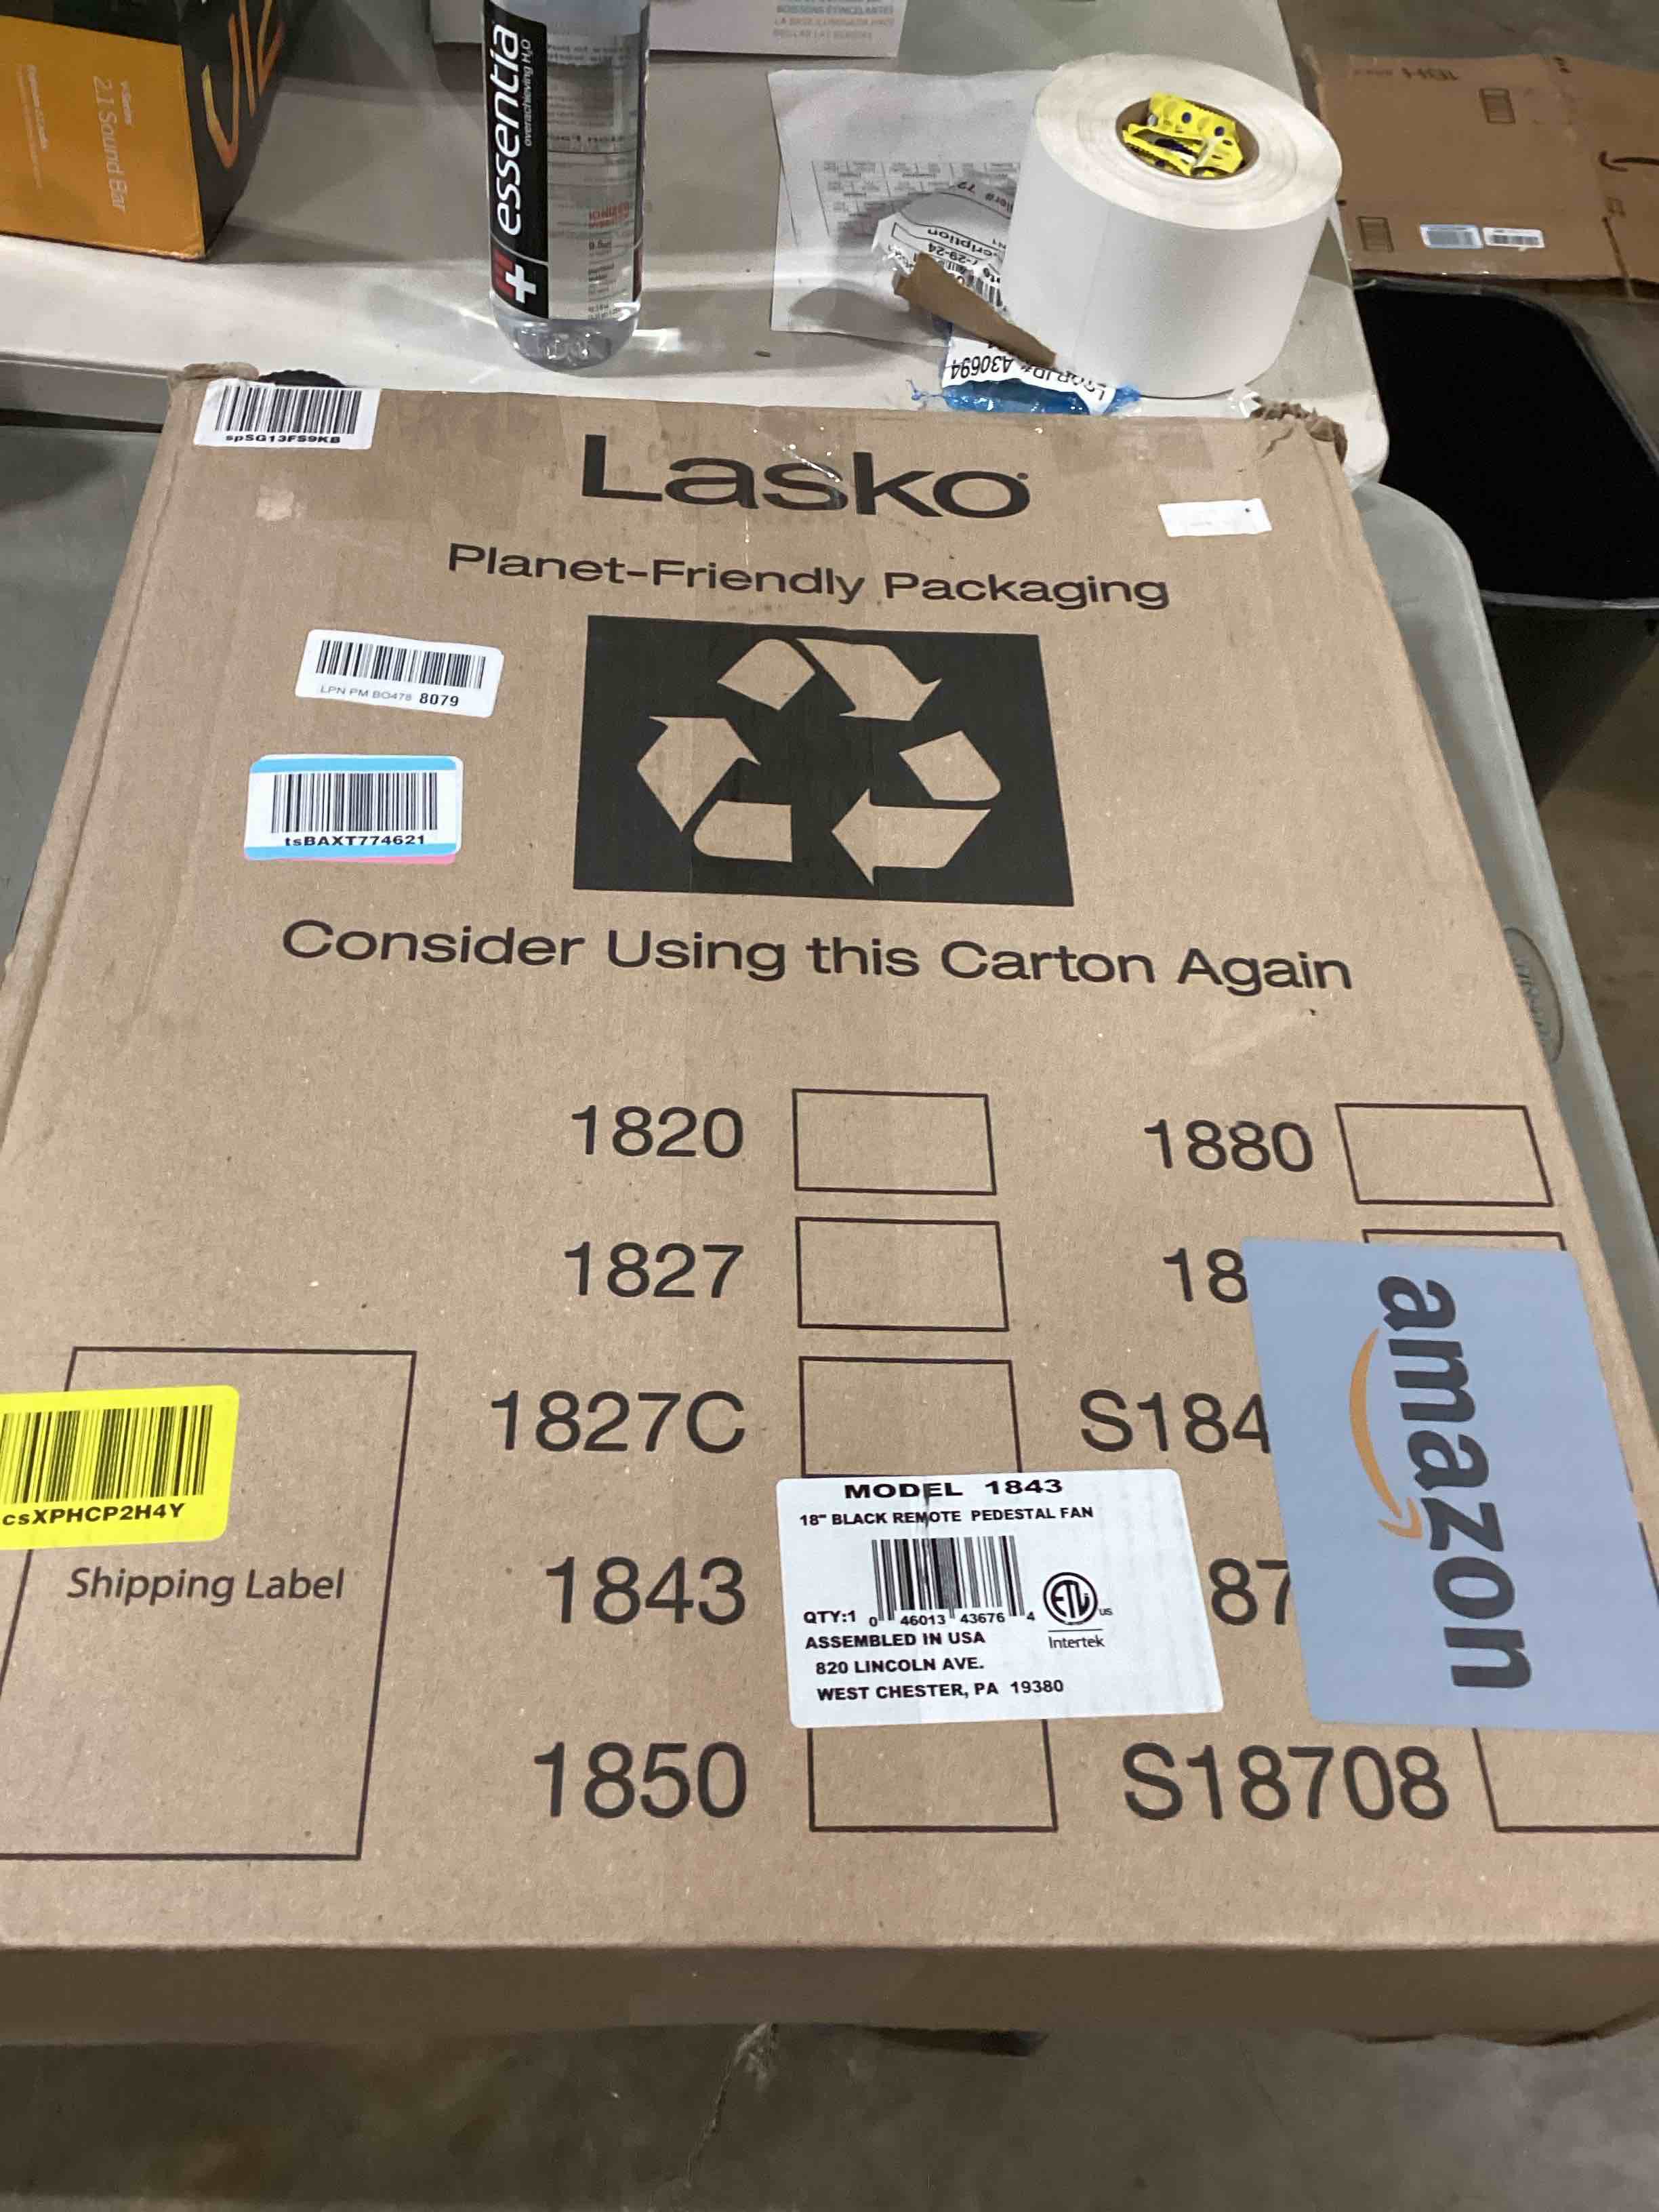 2.1 Sound Bar
essentia
overachieving H₂O
A30694
spSG13FS9KB
Lasko
Planet-Friendly Packaging
LPN PM BO478 8079
tsBAXT774621
Consider Using this Carton Again
1820
1880
1827
18
1827C
S184
amazon
csXPHCP2H4Y
Shipping Label
MODEL 1843
18" BLACK REMOTE PEDESTAL FAN
QTY:1 0 46013 43676 4
ETL us
Intertek
ASSEMBLED IN USA
820 LINCOLN AVE.
WEST CHESTER, PA 19380
1843
87
1850
S18708